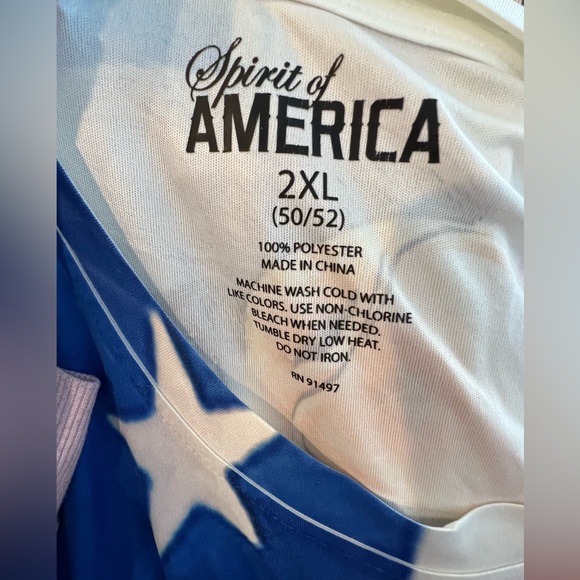 Spirit of
AMERICA
2XL
(50/52)
100% POLYESTER
MADE IN CHINA
MACHINE WASH COLD WITH
LIKE COLORS. USE NON-CHLORINE
BLEACH WHEN NEEDED.
TUMBLE DRY LOW HEAT.
DO NOT IRON.
RN 91497